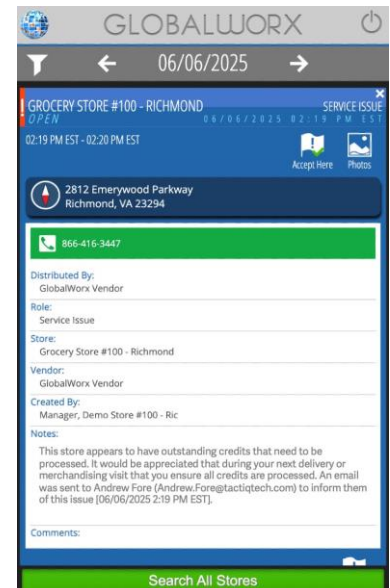 GLOBALWORX
06/06/2025
GROCERY STORE #100 - RICHMOND
SERVICE ISSUE
OPEN
06/06/2025 02:19 PM EST
02:19 PM EST - 02:20 PM EST
Accept Here
Photos
2812 Emerywood Parkway
Richmond, VA 23294
866-416-3447
Distributed By:
GlobalWorx Vendor
Role:
Service Issue
Store:
Grocery Store #100 - Richmond
Vendor:
GlobalWorx Vendor
Created By:
Manager, Demo Store #100 - Ric
Notes:
This store appears to have outstanding credits that need to be
processed. It would be appreciated that during your next delivery or
merchandising visit that you ensure all credits are processed. An email
was sent to Andrew Fore (Andrew.Fore@tactiqtech.com) to inform them
of this issue [06/06/2025 2:19 PM EST].
Comments:
Search All Stores